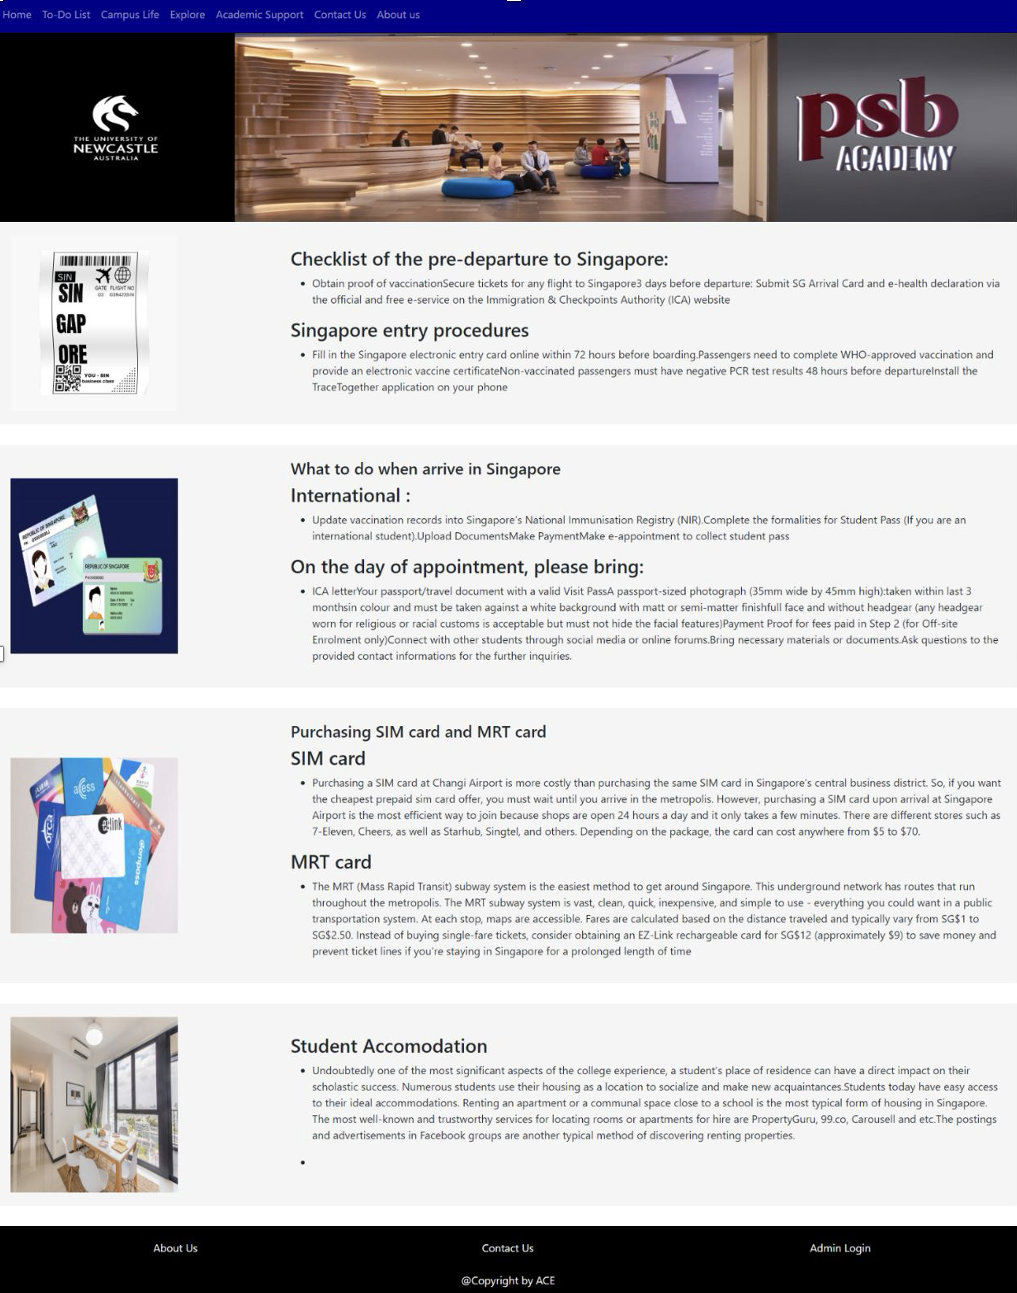 Home To-Do List Campus Life Explore Academic Support Contact Us About us
THE UNIVERSITY OF
NEWCASTLE
AUSTRALIA
psb
ACADEMY
SIN
GATE FLIGHT NO
SIN
GAP
ORE
YOU - SIN
business class
Checklist of the pre-departure to Singapore:
Obtain proof of vaccinationSecure tickets for any flight to Singapore3 days before departure: Submit SG Arrival Card and e-health declaration via
the official and free e-service on the Immigration & Checkpoints Authority (ICA) website
Singapore entry procedures
Fill in the Singapore electronic entry card online within 72 hours before boarding.Passengers need to complete WHO-approved vaccination and
provide an electronic vaccine certificateNon-vaccinated passengers must have negative PCR test results 48 hours before departureInstall the
TraceTogether application on your phone
REPUBLIC OF SINGAPORE
REPUBLIC OF SINGAPORE
What to do when arrive in Singapore
International :
Update vaccination records into Singapore's National Immunisation Registry (NIR).Complete the formalities for Student Pass (If you are an
international student).Upload DocumentsMake PaymentMake e-appointment to collect student pass
On the day of appointment, please bring:
ICA letterYour passport/travel document with a valid Visit PassA passport-sized photograph (35mm wide by 45mm high):taken within last 3
monthsin colour and must be taken against a white background with matt or semi-matter finishfull face and without headgear (any headgear
worn for religious or racial customs is acceptable but must not hide the facial features)Payment Proof for fees paid in Step 2 (for Off-site
Enrolment only)Connect with other students through social media or online forums.Bring necessary materials or documents.Ask questions to the
provided contact informations for the further inquiries.
access
orca
ez-link
compass
Purchasing SIM card and MRT card
SIM card
Purchasing a SIM card at Changi Airport is more costly than purchasing the same SIM card in Singapore's central business district. So, if you want
the cheapest prepaid sim card offer, you must wait until you arrive in the metropolis. However, purchasing a SIM card upon arrival at Singapore
Airport is the most efficient way to join because shops are open 24 hours a day and it only takes a few minutes. There are different stores such as
7-Eleven, Cheers, as well as Starhub, Singtel, and others. Depending on the package, the card can cost anywhere from $5 to $70.
MRT card
The MRT (Mass Rapid Transit) subway system is the easiest method to get around Singapore. This underground network has routes that run
throughout the metropolis. The MRT subway system is vast, clean, quick, inexpensive, and simple to use - everything you could want in a public
transportation system. At each stop, maps are accessible. Fares are calculated based on the distance traveled and typically vary from SG$1 to
SG$2.50. Instead of buying single-fare tickets, consider obtaining an EZ-Link rechargeable card for SG$12 (approximately $9) to save money and
prevent ticket lines if you're staying in Singapore for a prolonged length of time
Student Accomodation
Undoubtedly one of the most significant aspects of the college experience, a student's place of residence can have a direct impact on their
scholastic success. Numerous students use their housing as a location to socialize and make new acquaintances.Students today have easy access
to their ideal accommodations. Renting an apartment or a communal space close to a school is the most typical form of housing in Singapore.
The most well-known and trustworthy services for locating rooms or apartments for hire are PropertyGuru, 99.co, Carousell and etc.The postings
and advertisements in Facebook groups are another typical method of discovering renting properties.
About Us Contact Us Admin Login
@Copyright by ACE